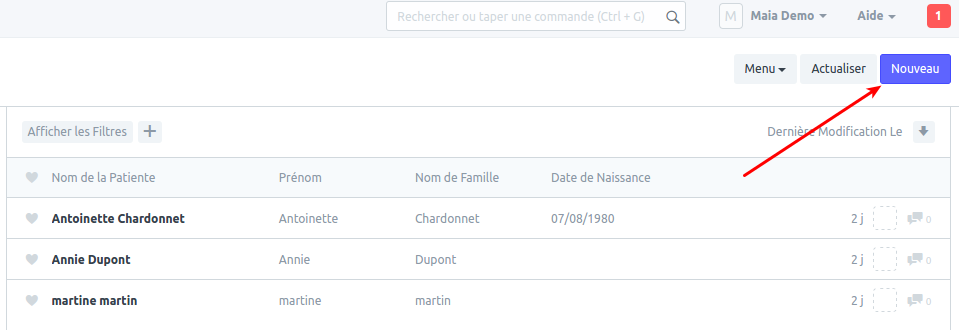 Rechercher ou taper une commande (Ctrl + G) M Maia Demo Aide 1
Menu Actualiser Nouveau
Afficher les Filtres + Dernière Modification Le
Nom de la Patiente Prénom Nom de Famille Date de Naissance
Antoinette Chardonnet Antoinette Chardonnet 07/08/1980 2 j 0
Annie Dupont Annie Dupont 2 j 0
martine martin martine martin 2 j 0